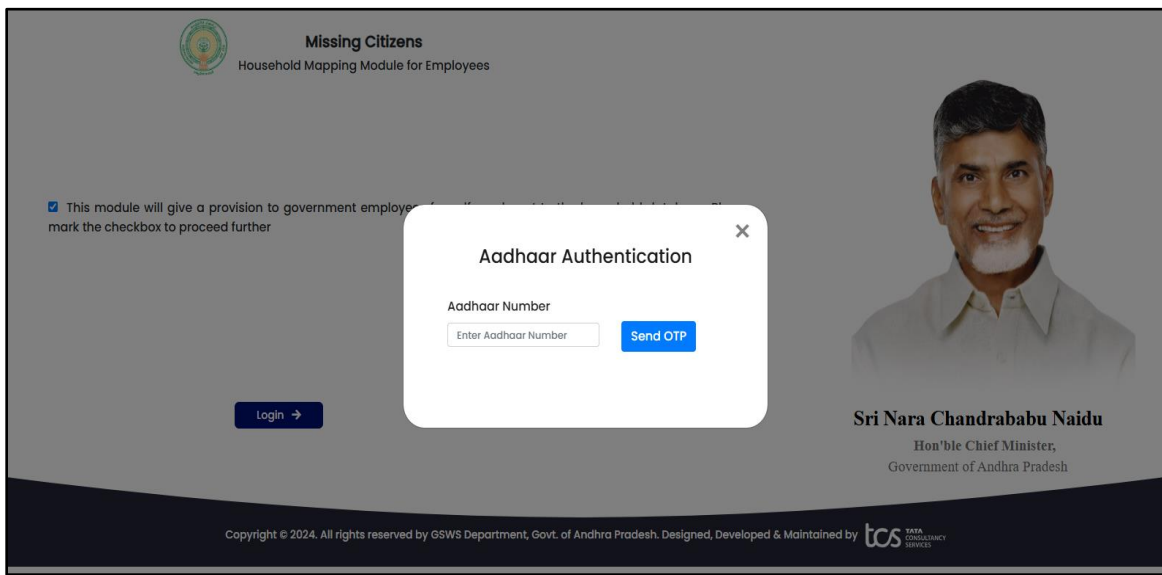 Missing Citizens
Household Mapping Module for Employees
This module will give a provision to government employee
mark the checkbox to proceed further
Aadhaar Authentication
Aadhaar Number
Enter Aadhaar Number
Send OTP
Login
Sri Nara Chandrababu Naidu
Hon'ble Chief Minister,
Government of Andhra Pradesh
Copyright © 2024. All rights reserved by GSWS Department, Govt. of Andhra Pradesh. Designed, Developed & Maintained by tcs TATA
CONSULTANCY
SERVICES